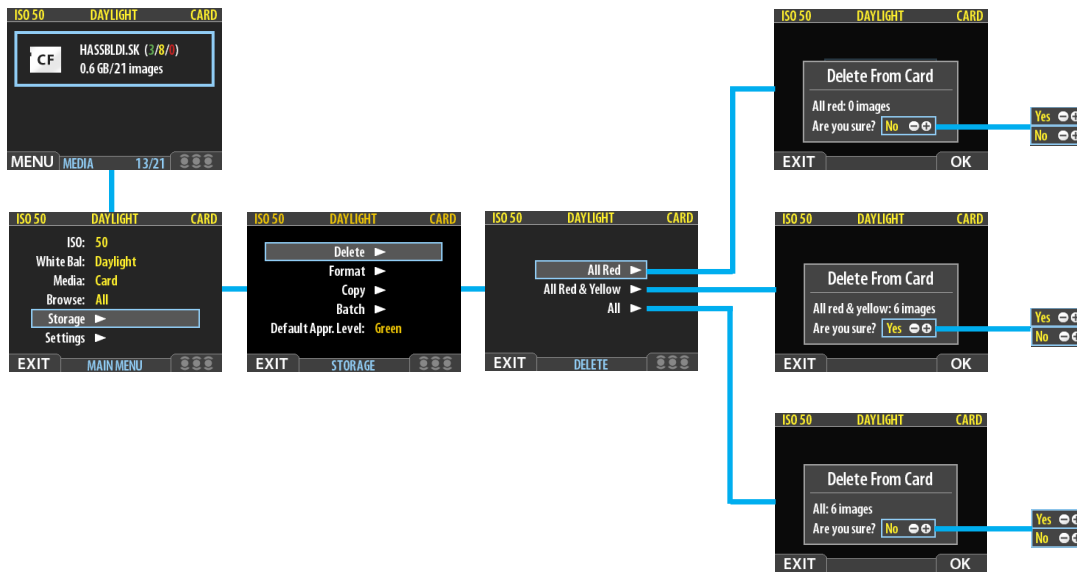 ISO 50 DAYLIGHT CARD
CF
HASSBLDI.SK (3/8/0)
0.6 GB/21 images
MENU MEDIA 13/21
ISO 50 DAYLIGHT CARD
ISO: 50
White Bal: Daylight
Media: Card
Browse: All
Storage
Settings
EXIT MAIN MENU
ISO 50 DAYLIGHT CARD
Delete
Format
Copy
Batch
Default Appr. Level: Green
EXIT STORAGE
ISO 50 DAYLIGHT CARD
All Red
All Red & Yellow
All
EXIT DELETE
ISO 50 DAYLIGHT CARD
Delete From Card
All red: 0 images
Are you sure? No
EXIT OK
Yes
No
ISO 50 DAYLIGHT CARD
Delete From Card
All red & yellow: 6 images
Are you sure? Yes
EXIT OK
Yes
No
ISO 50 DAYLIGHT CARD
Delete From Card
All: 6 images
Are you sure? No
EXIT OK
Yes
No